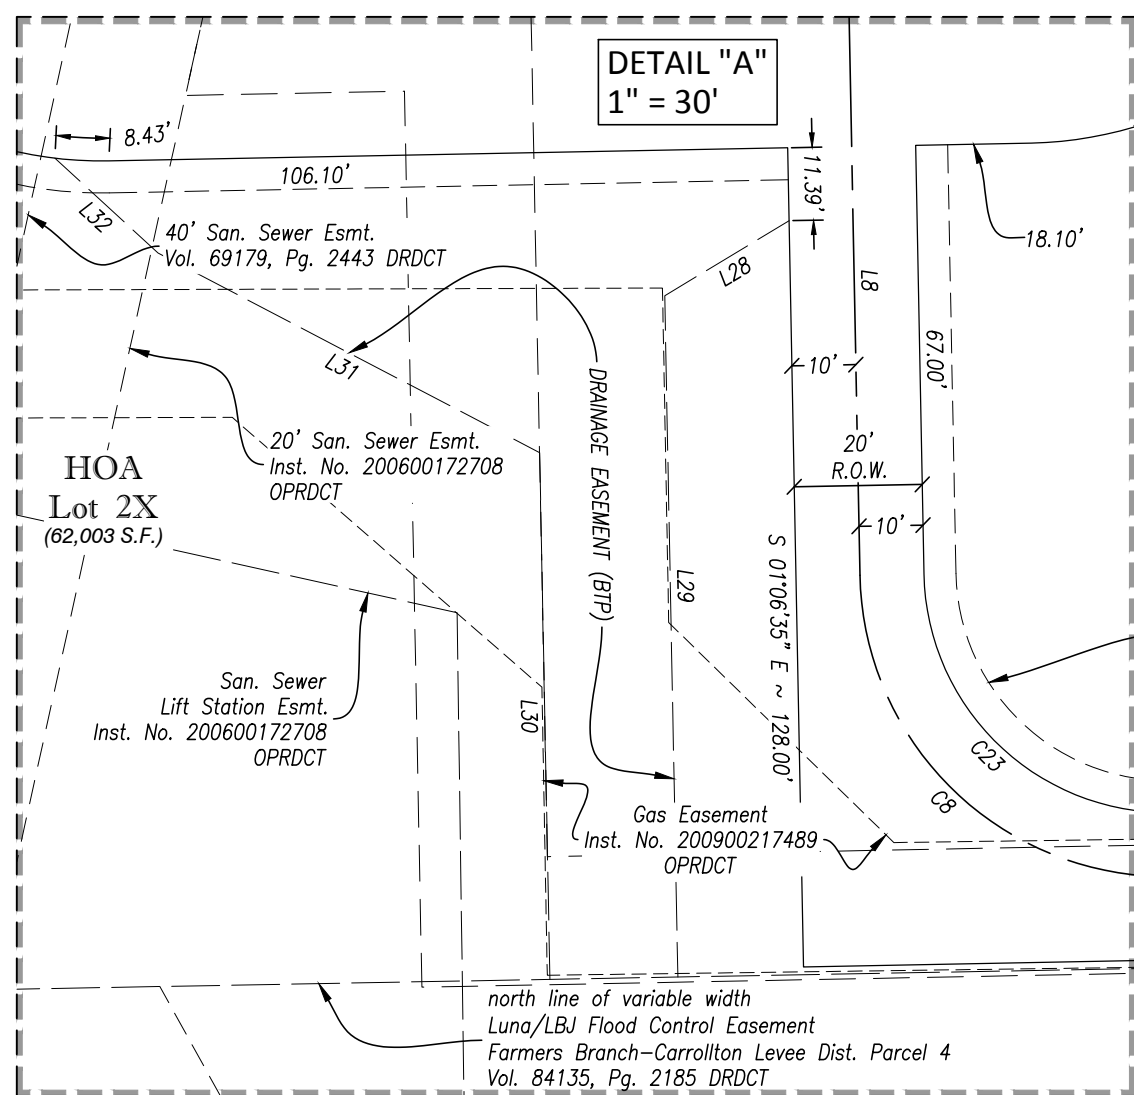 DETAIL "A"
1" = 30'
8.43'
106.10'
11.39'
18.10'
L32
40' San. Sewer Esmt.
Vol. 69179, Pg. 2443 DRDCT
L28
L8
L31
10'
67.00'
DRAINAGE EASEMENT (BTP)
20' San. Sewer Esmt.
Inst. No. 200600172708
OPRDCT
20'
R.O.W.
HOA
Lot 2X
(62,003 S.F.)
10'
S 01°06'35" E ~ 128.00'
L29
San. Sewer
Lift Station Esmt.
Inst. No. 200600172708
OPRDCT
L30
C23
C8
Gas Easement
Inst. No. 200900217489
OPRDCT
north line of variable width
Luna/LBJ Flood Control Easement
Farmers Branch-Carrollton Levee Dist. Parcel 4
Vol. 84135, Pg. 2185 DRDCT